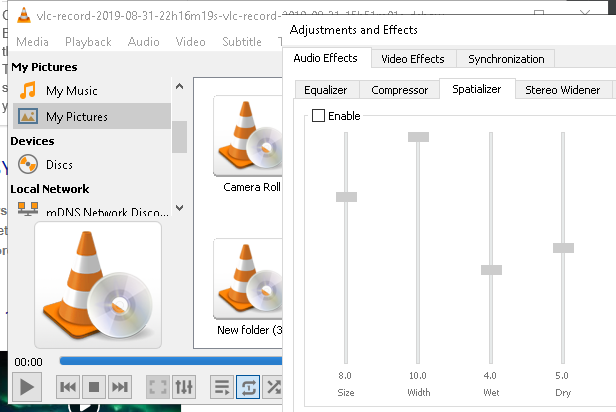 vlc-record-2019-08-31-22h16m19s-vlc-record-2019-08-31-15h51
Media Playback Audio Video Subtitle T
My Pictures
My Music
My Pictures
Devices
Discs
Local Network
mDNS Network Disco...
Camera Roll
New folder (3
00:00
Adjustments and Effects
Audio Effects Video Effects Synchronization
Equalizer Compressor Spatializer Stereo Widener
Enable
8.0 10.0 4.0 5.0
Size Width Wet Dry